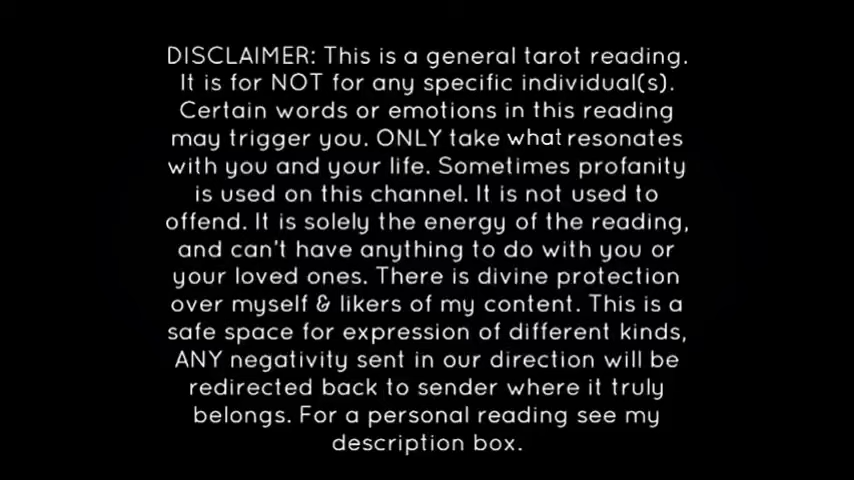 DISCLAIMER: This is a general tarot reading.
It is for NOT for any specific individual(s).
Certain words or emotions in this reading
may trigger you. ONLY take what resonates
with you and your life. Sometimes profanity
is used on this channel. It is not used to
offend. It is solely the energy of the reading,
and can't have anything to do with you or
your loved ones. There is divine protection
over myself & likers of my content. This is a
safe space for expression of different kinds,
ANY negativity sent in our direction will be
redirected back to sender where it truly
belongs. For a personal reading see my
description box.